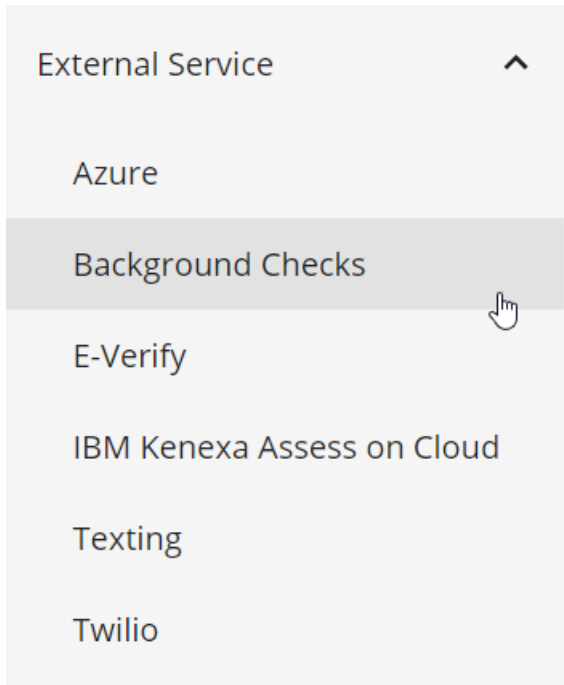 External Service
Azure
Background Checks
E-Verify
IBM Kenexa Assess on Cloud
Texting
Twilio